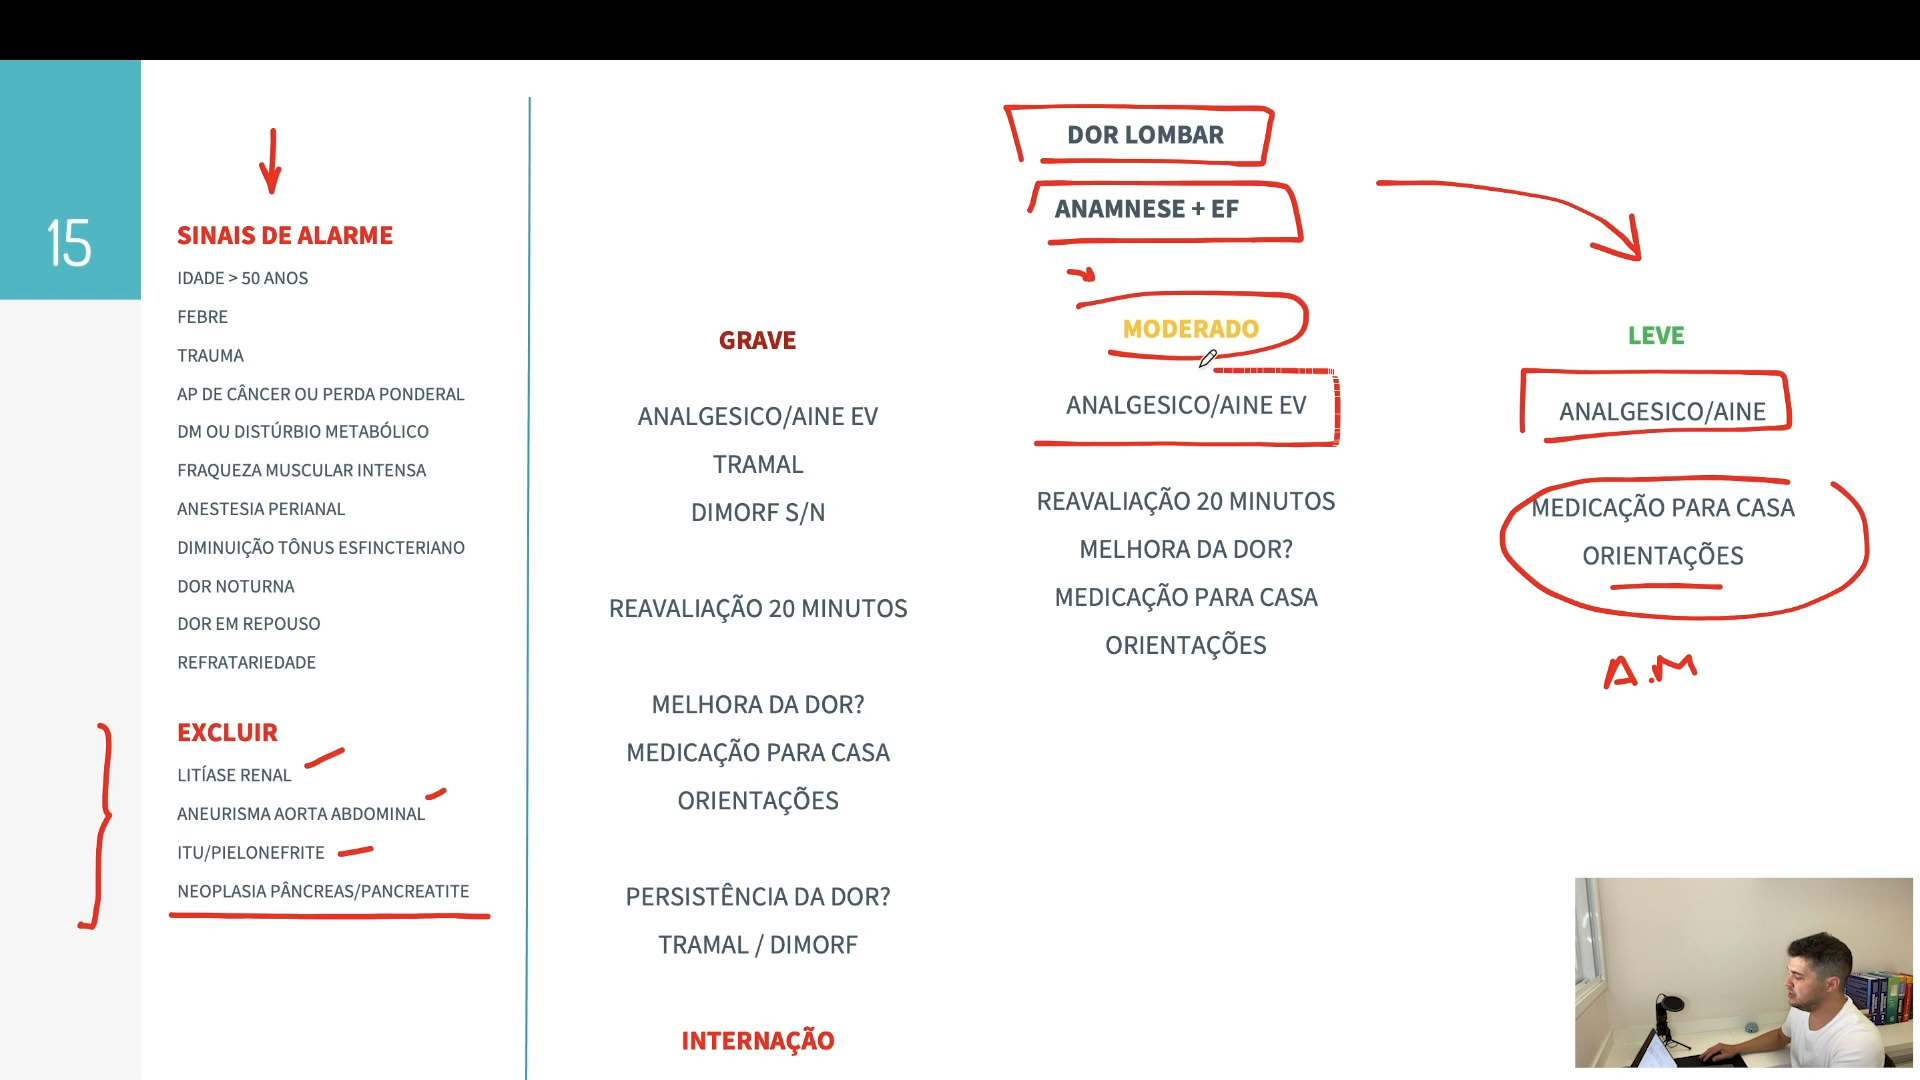 15
SINAIS DE ALARME
IDADE > 50 ANOS
FEBRE
TRAUMA
AP DE CÂNCER OU PERDA PONDERAL
DM OU DISTÚRBIO METABÓLICO
FRAQUEZA MUSCULAR INTENSA
ANESTESIA PERIANAL
DIMINUIÇÃO TÔNUS ESFINCTERIANO
DOR NOTURNA
DOR EM REPOUSO
REFRATARIEDADE
EXCLUIR
LITÍASE RENAL
ANEURISMA AORTA ABDOMINAL
ITU/PIELONEFRITE
NEOPLASIA PÂNCREAS/PANCREATITE
DOR LOMBAR
ANAMNESE + EF
GRAVE
ANALGESICO/AINE EV
TRAMAL
DIMORF S/N
REAVALIAÇÃO 20 MINUTOS
MELHORA DA DOR?
MEDICAÇÃO PARA CASA
ORIENTAÇÕES
PERSISTÊNCIA DA DOR?
TRAMAL / DIMORF
INTERNAÇÃO
MODERADO
ANALGESICO/AINE EV
REAVALIAÇÃO 20 MINUTOS
MELHORA DA DOR?
MEDICAÇÃO PARA CASA
ORIENTAÇÕES
LEVE
ANALGESICO/AINE
MEDICAÇÃO PARA CASA
ORIENTAÇÕES
A.M